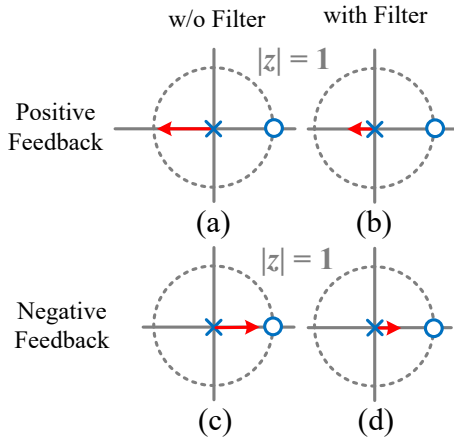 w/o Filter
with Filter
|z| = 1
Positive
Feedback
(a)
(b)
|z| = 1
Negative
Feedback
(c)
(d)